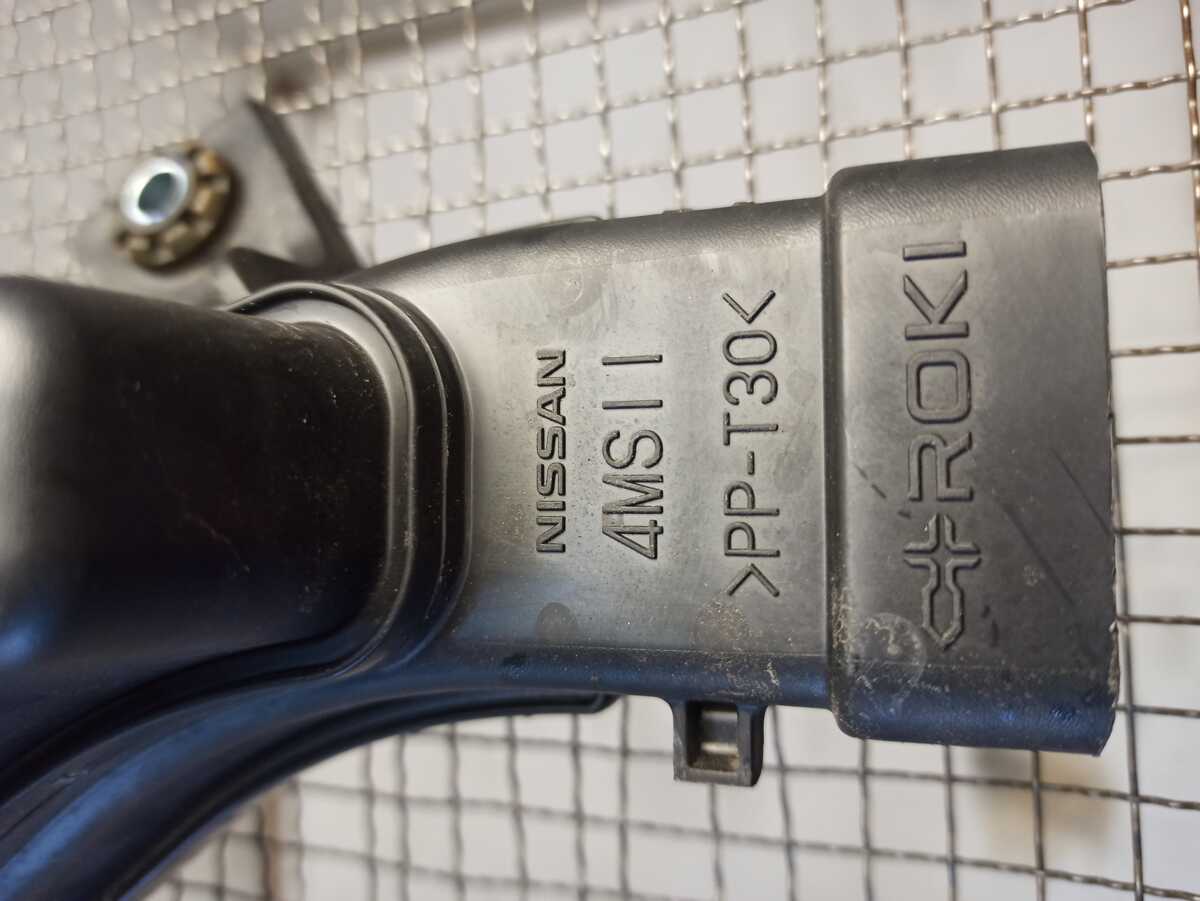 NISSAN
4MS11
>PP-T30<
ROKI